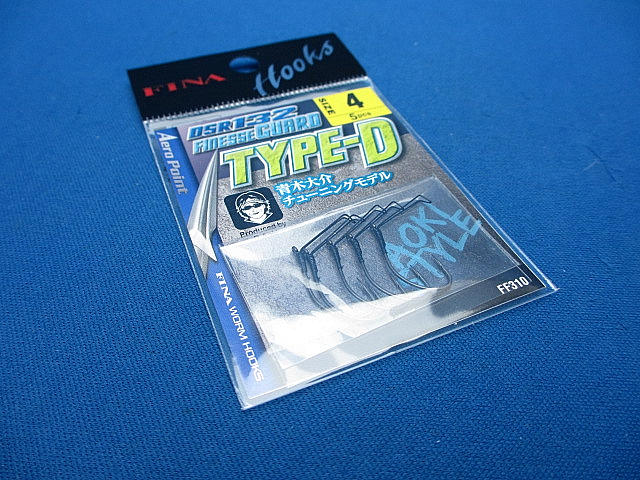 FINA Hooks
DSR132
FINESSE GUARD
TYPE-D
SIZE
4
5pcs
Aero Point
青木大介
チューニングモデル
Produced by
AOKI
STYLE
FINA WORM HOOKS
FF310